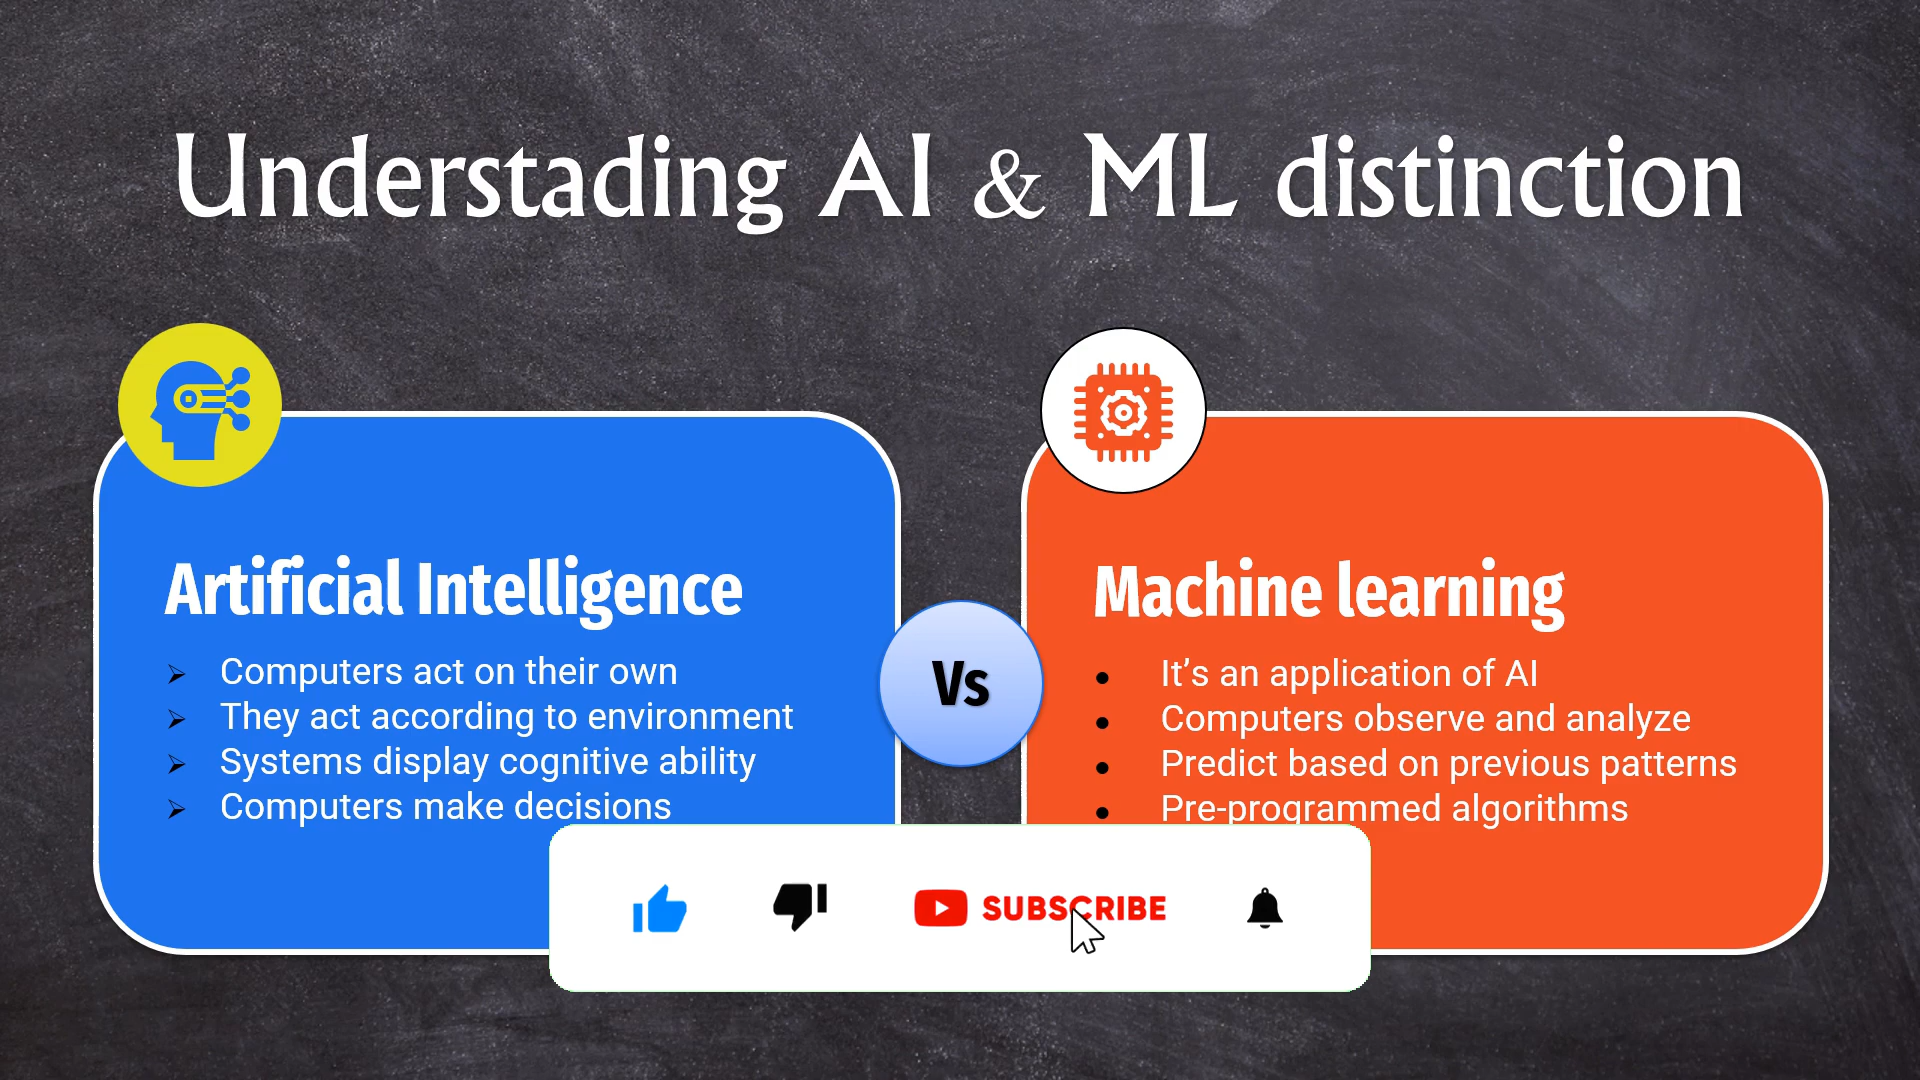 Understading AI & ML distinction
Artificial Intelligence
Computers act on their own
They act according to environment
Systems display cognitive ability
Computers make decisions
Vs
Machine learning
It’s an application of AI
Computers observe and analyze
Predict based on previous patterns
Pre-programmed algorithms
SUBSCRIBE